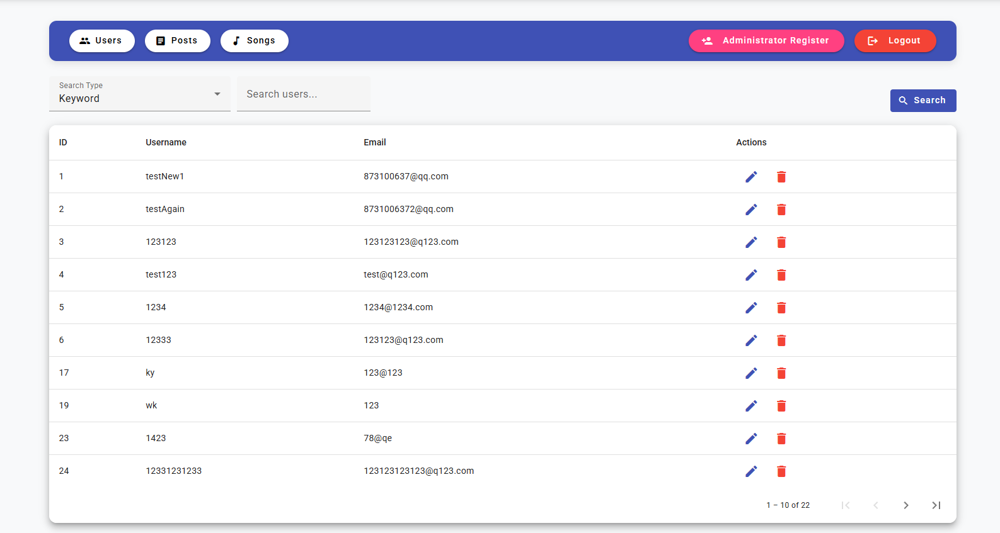 Users Posts Songs Administrator Register Logout
Search Type
Keyword
Search users...
Search
ID Username Email Actions
1 testNew1 873100637@qq.com
2 testAgain 8731006372@qq.com
3 123123 123123123@q123.com
4 test123 test@q123.com
5 1234 1234@1234.com
6 12333 123123@q123.com
17 ky 123@123
19 wk 123
23 1423 78@qe
24 12331231233 123123123123@q123.com
1 – 10 of 22